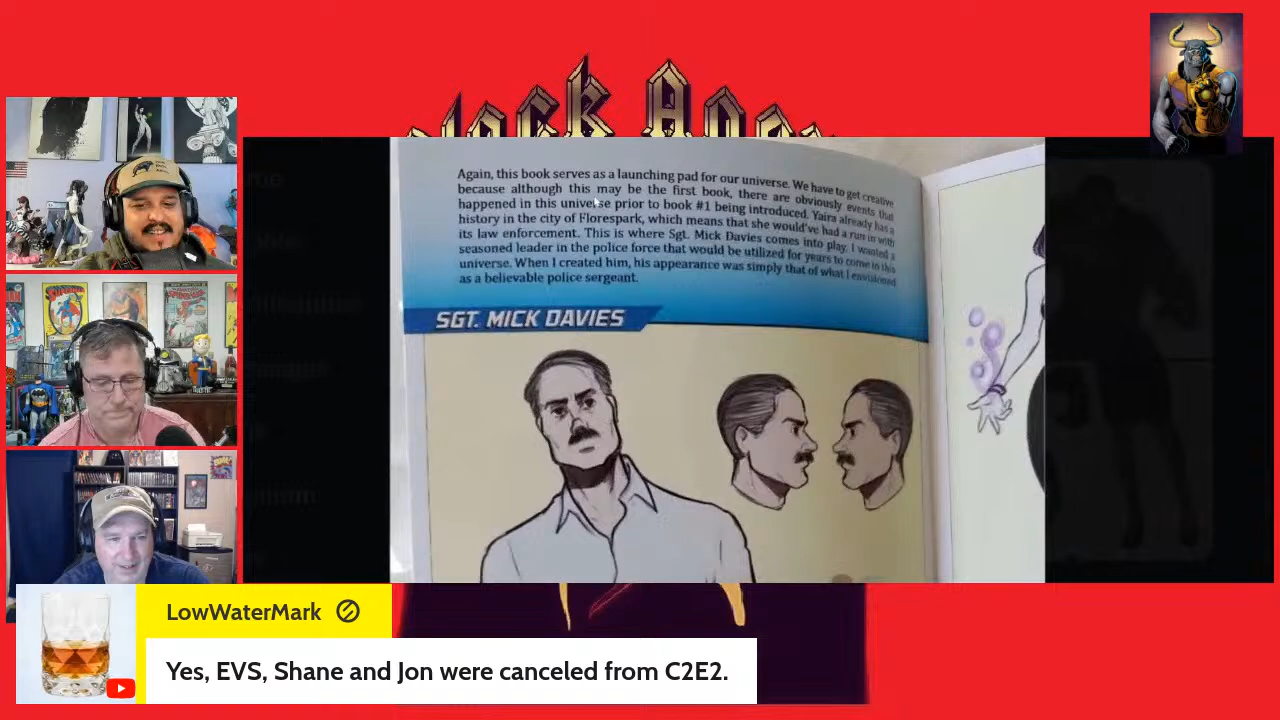 Again, this book serves as a launching pad for our universe. We have to get creative
because although this may be the first book, there are obviously events that
happened in this universe prior to book #1 being introduced. Yaira already has a
history in the city of Florespark, which means that she would've had a run in with
its law enforcement. This is where Sgt. Mick Davies comes into play. I wanted a
seasoned leader in the police force that would be utilized for years to come in this
universe. When I created him, his appearance was simply that of what I envisioned
as a believable police sergeant.
SGT. MICK DAVIES
LowWaterMark
Yes, EVS, Shane and Jon were canceled from C2E2.